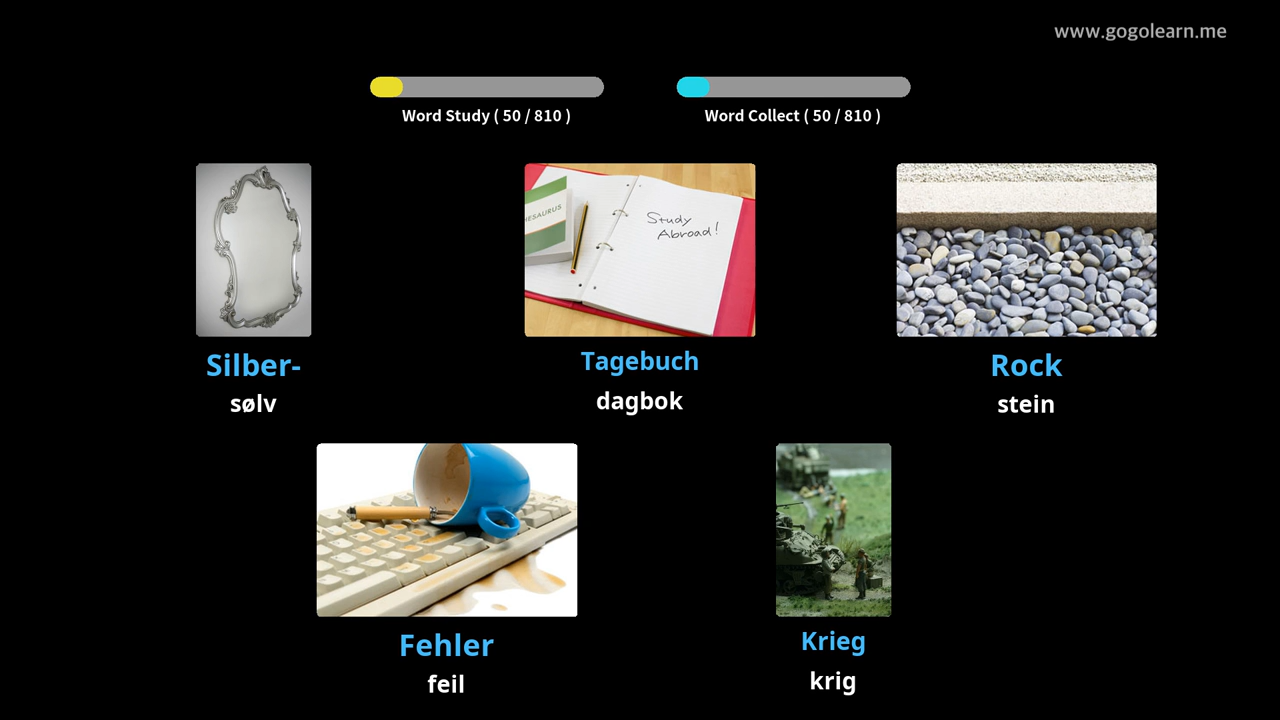 www.gogolearn.me
Word Study ( 50 / 810 )
Word Collect ( 50 / 810 )
HESAURUS
Study
Abroad!
Silber-
sølv
Tagebuch
dagbok
Rock
stein
Fehler
feil
Krieg
krig